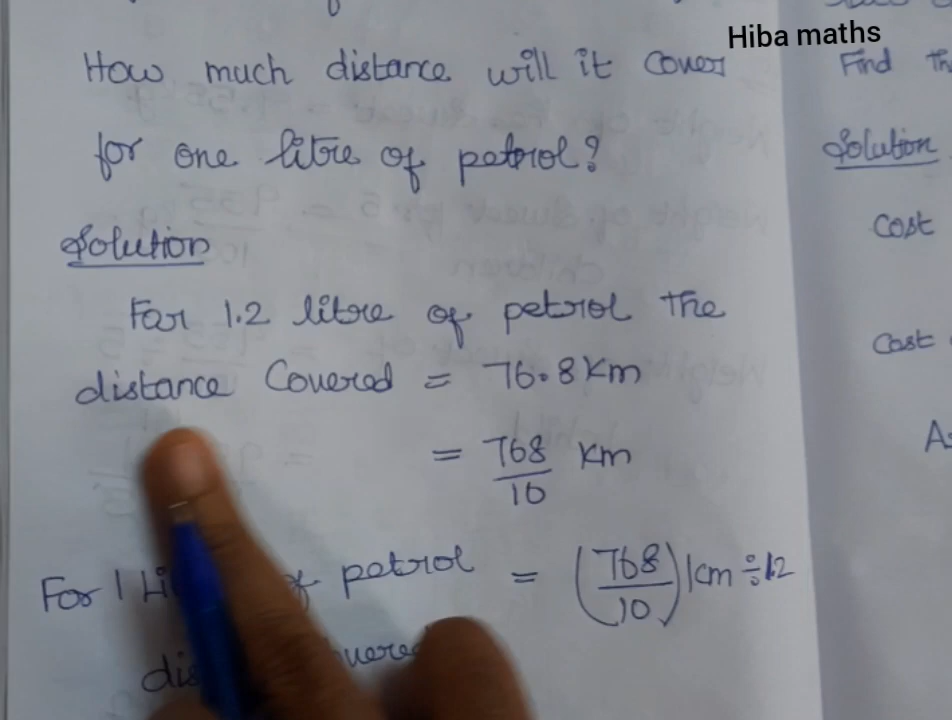 Hiba maths
How much distance will it cover
for one litre of petrol?
Solution
For 1.2 litre of petrol the
distance Covered = 76.8 Km
= 768/10 Km
For 1 of petrol = (768/10) km ÷ 1.2
Find
Solution
Cost
Cost